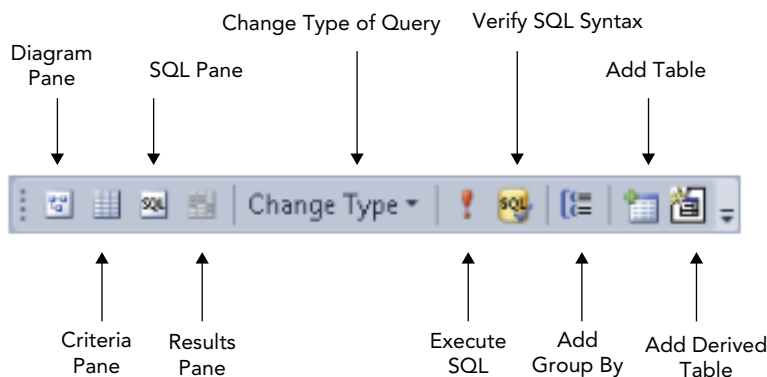 Change Type of Query
Verify SQL Syntax
Diagram
Pane
SQL Pane
Add Table
SQL
Change Type
SQL
Criteria
Pane
Results
Pane
Execute
SQL
Add
Group By
Add Derived
Table